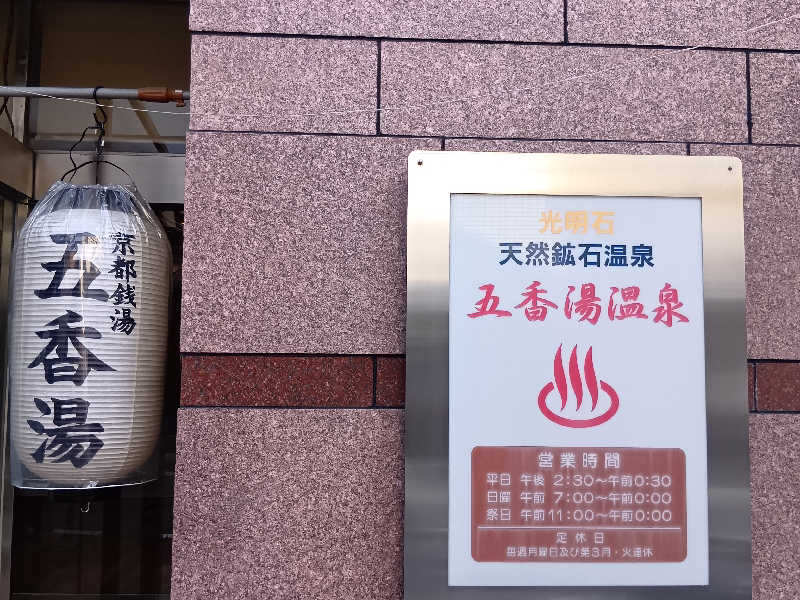 京都銭湯
五香湯
光明石
天然鉱石温泉
五香湯温泉
営業時間
平日 午後 2:30〜午前0:30
日曜 午前 7:00〜午前0:00
祭日 午前11:00〜午前0:00
定休日
毎週月曜日及び第3月・火連休